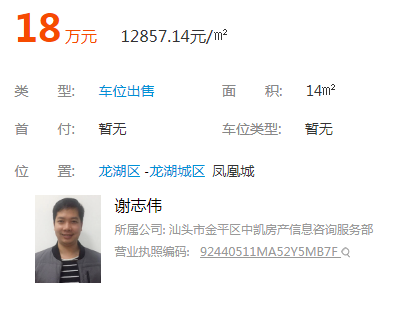 18 万元 12857.14元/㎡
类 型: 车位出售 面 积: 14㎡
首 付: 暂无 车位类型: 暂无
位 置: 龙湖区 -龙湖城区 凤凰城
谢志伟
所属公司: 汕头市金平区中凯房产信息咨询服务部
营业执照编码: 92440511MA52Y5MB7F